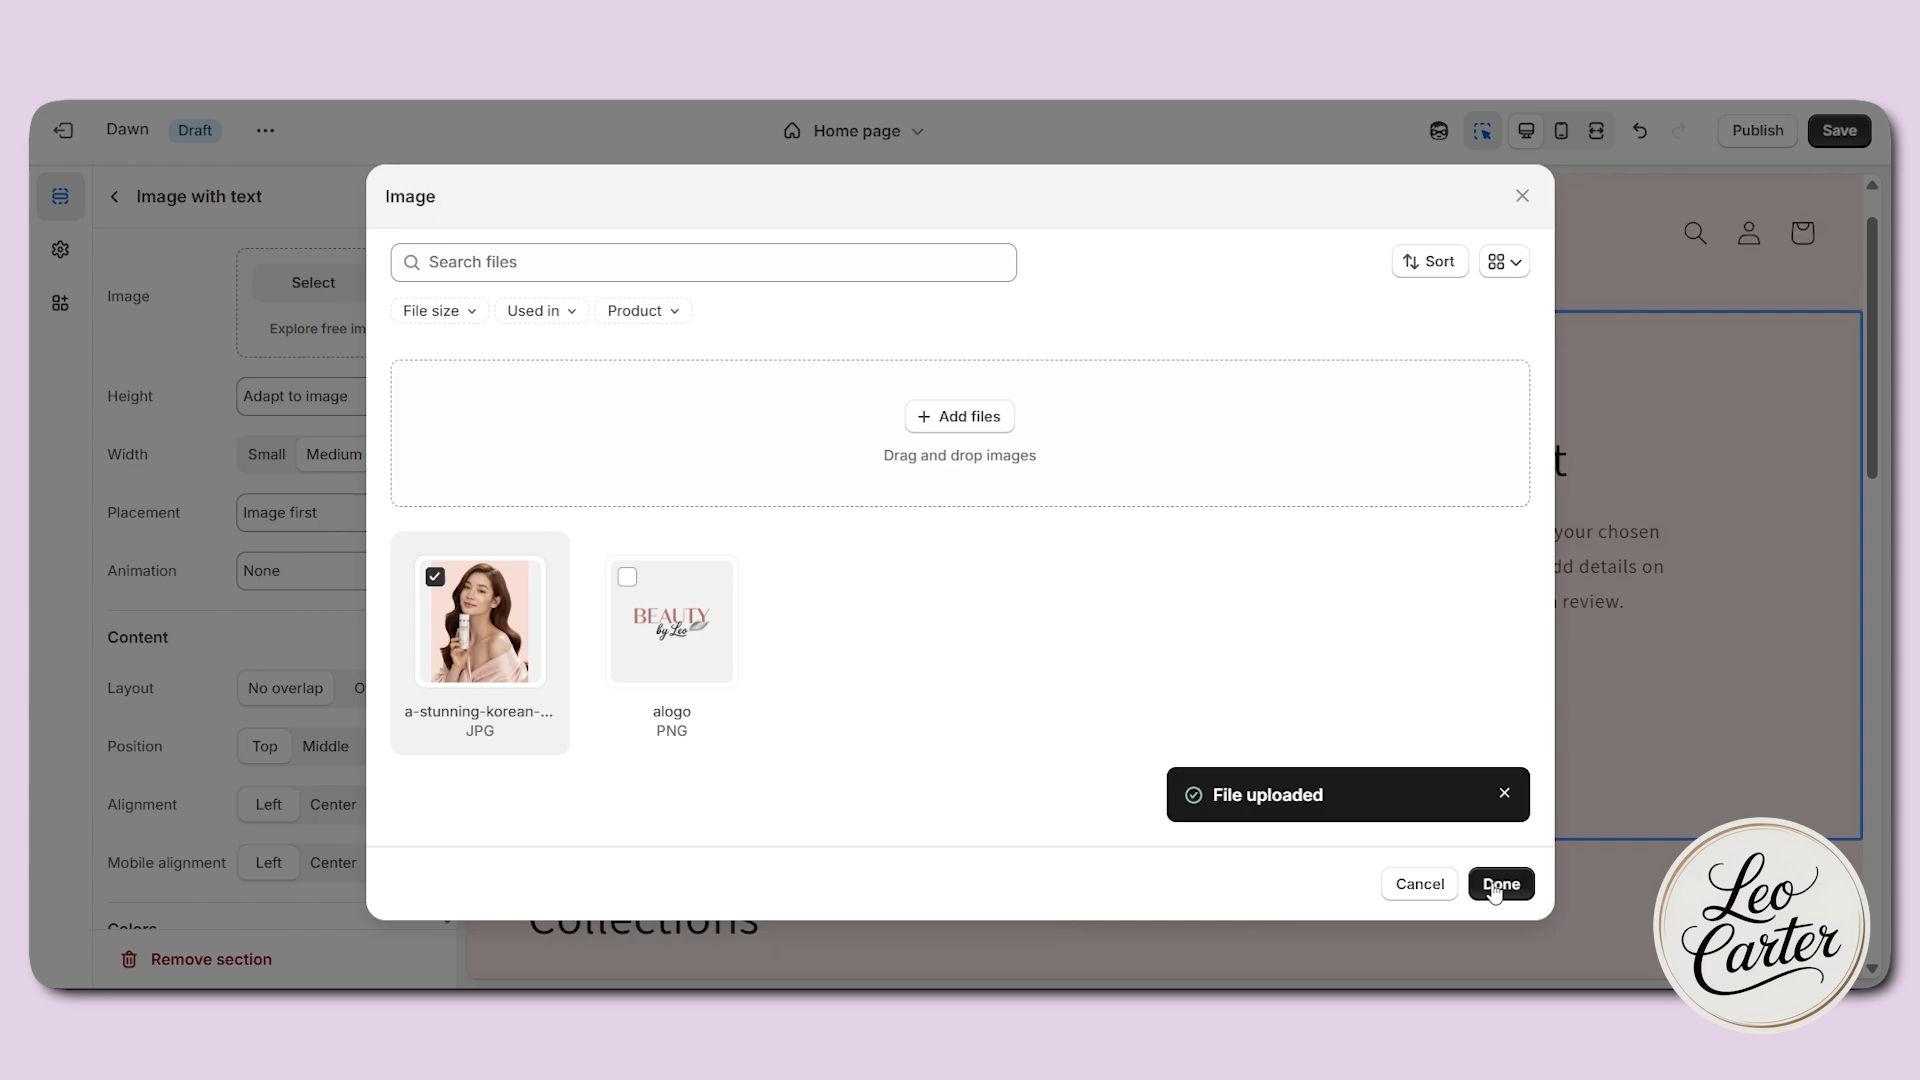 Dawn
Draft
Home page
Publish
Save
Image with text
Image
Select
Explore free im
Height
Adapt to image
Width
Small
Medium
Placement
Image first
Animation
None
Content
Layout
No overlap
O
Position
Top
Middle
Alignment
Left
Center
Mobile alignment
Left
Center
Colors
Remove section
Image
Search files
Sort
File size
Used in
Product
Add files
Drag and drop images
BEAUTY
by Leo
a-stunning-korean-...
JPG
alogo
PNG
File uploaded
Cancel
Done
t
your chosen
dd details on
review.
Collections
Leo
Carter